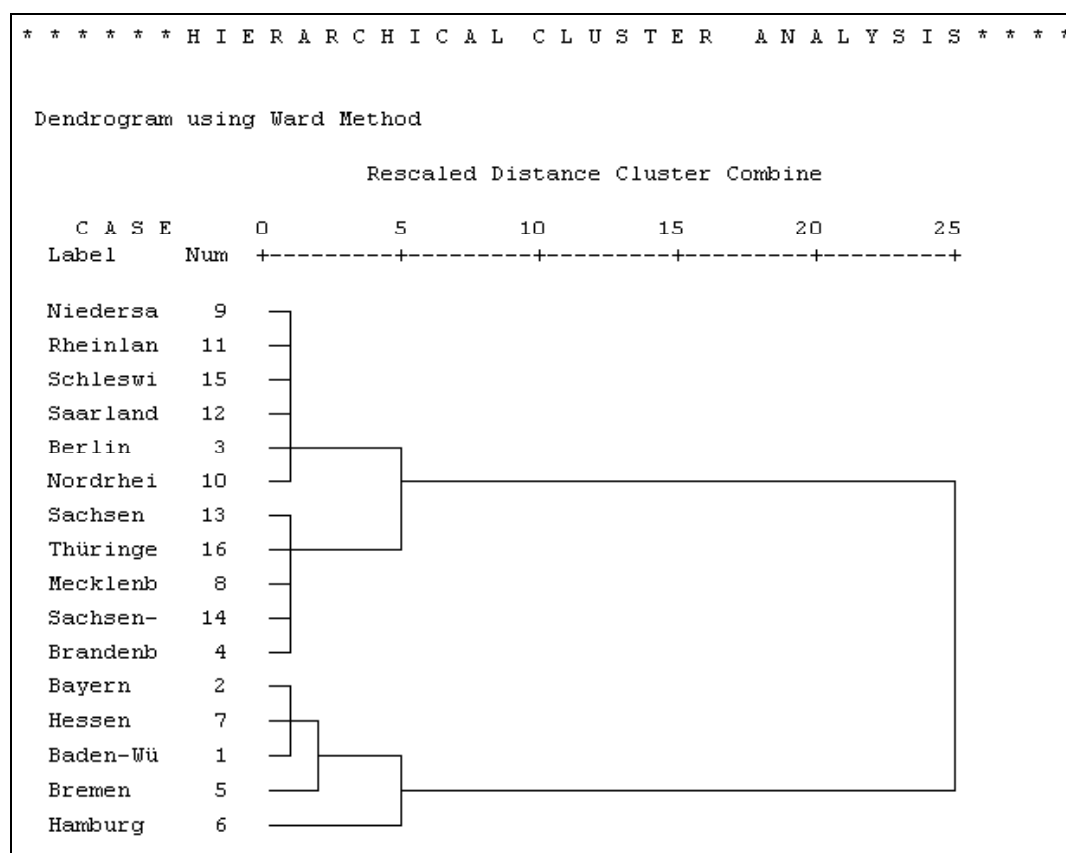 * * * * * * H I E R A R C H I C A L   C L U S T E R   A N A L Y S I S * * * *
Dendrogram using Ward Method
Rescaled Distance Cluster Combine
C A S E 0 5 10 15 20 25
Label Num +---------+---------+---------+---------+---------+
Niedersa 9
Rheinlan 11
Schleswi 15
Saarland 12
Berlin 3
Nordrhei 10
Sachsen 13
Thüringe 16
Mecklenb 8
Sachsen- 14
Brandenb 4
Bayern 2
Hessen 7
Baden-Wü 1
Bremen 5
Hamburg 6